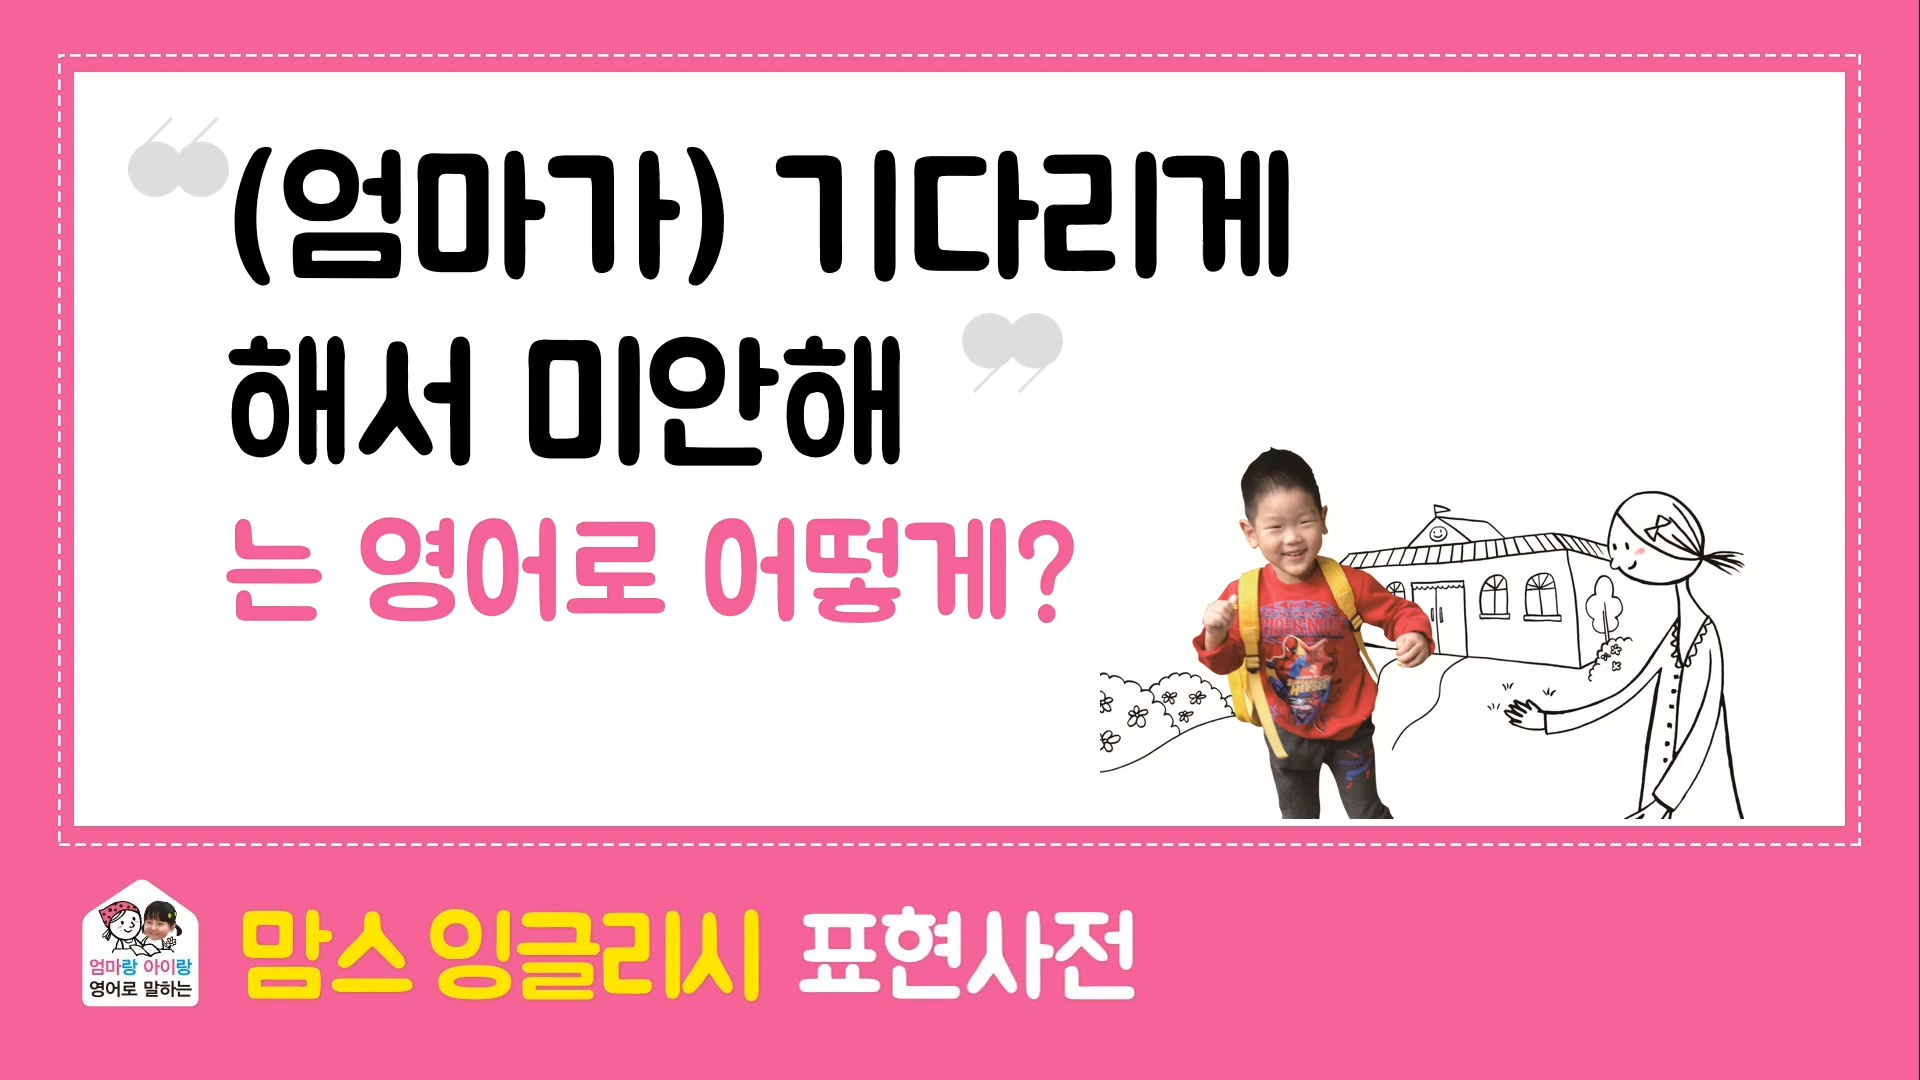 (엄마가) 기다리게
해서 미안해
는 영어로 어떻게?
SPIDER-MAN
엄마랑 아이랑
영어로 말하는
맘스 잉글리시 표현사전